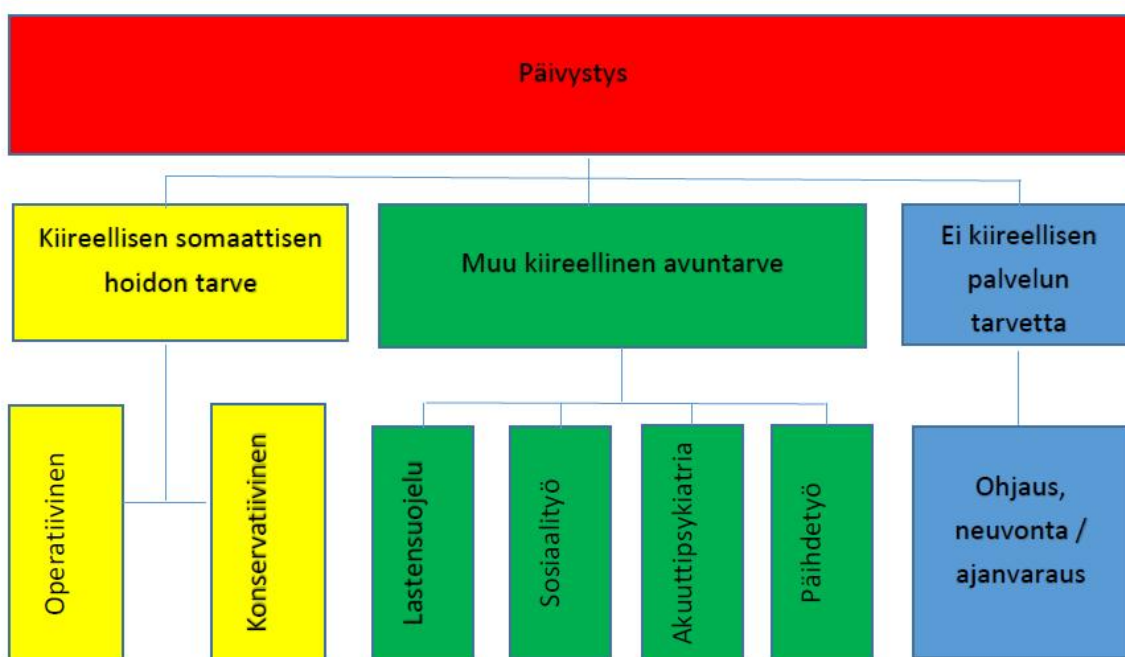 Päivystys
Kiireellisen somaattisen
hoidon tarve
Muu kiireellinen avuntarve
Ei kiireellisen
palvelun
tarvetta
Operatiivinen
Konservatiivinen
Lastensuojelu
Sosiaalityö
Akuuttipsykiatria
Päihdetyö
Ohjaus,
neuvonta /
ajanvaraus